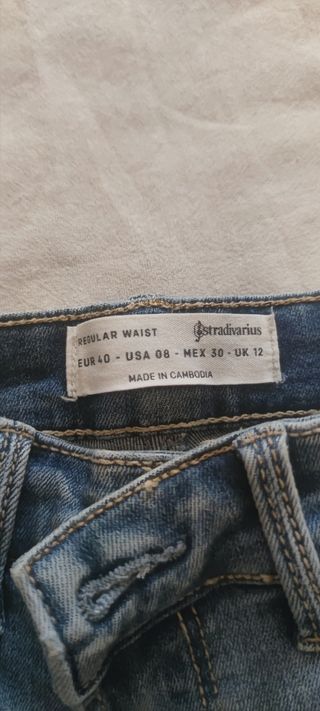 REGULAR WAIST stradivarius
EUR 40 - USA 08 - MEX 30 - UK 12
MADE IN CAMBODIA